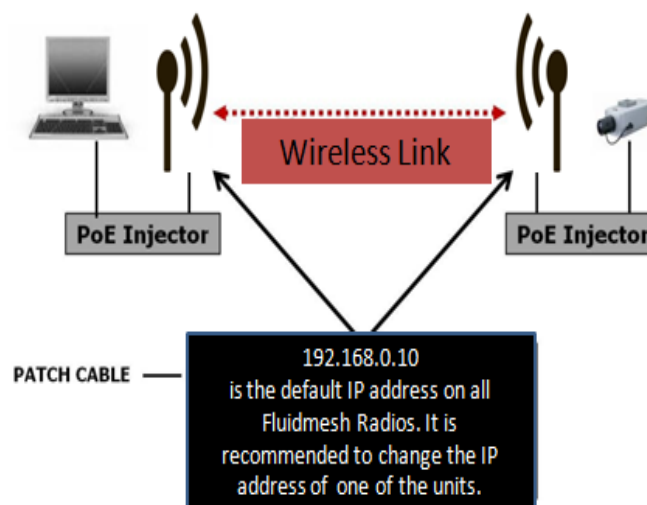 Wireless Link
PoE Injector
PoE Injector
PATCH CABLE
192.168.0.10
is the default IP address on all
Fluidmesh Radios. It is
recommended to change the IP
address of one of the units.